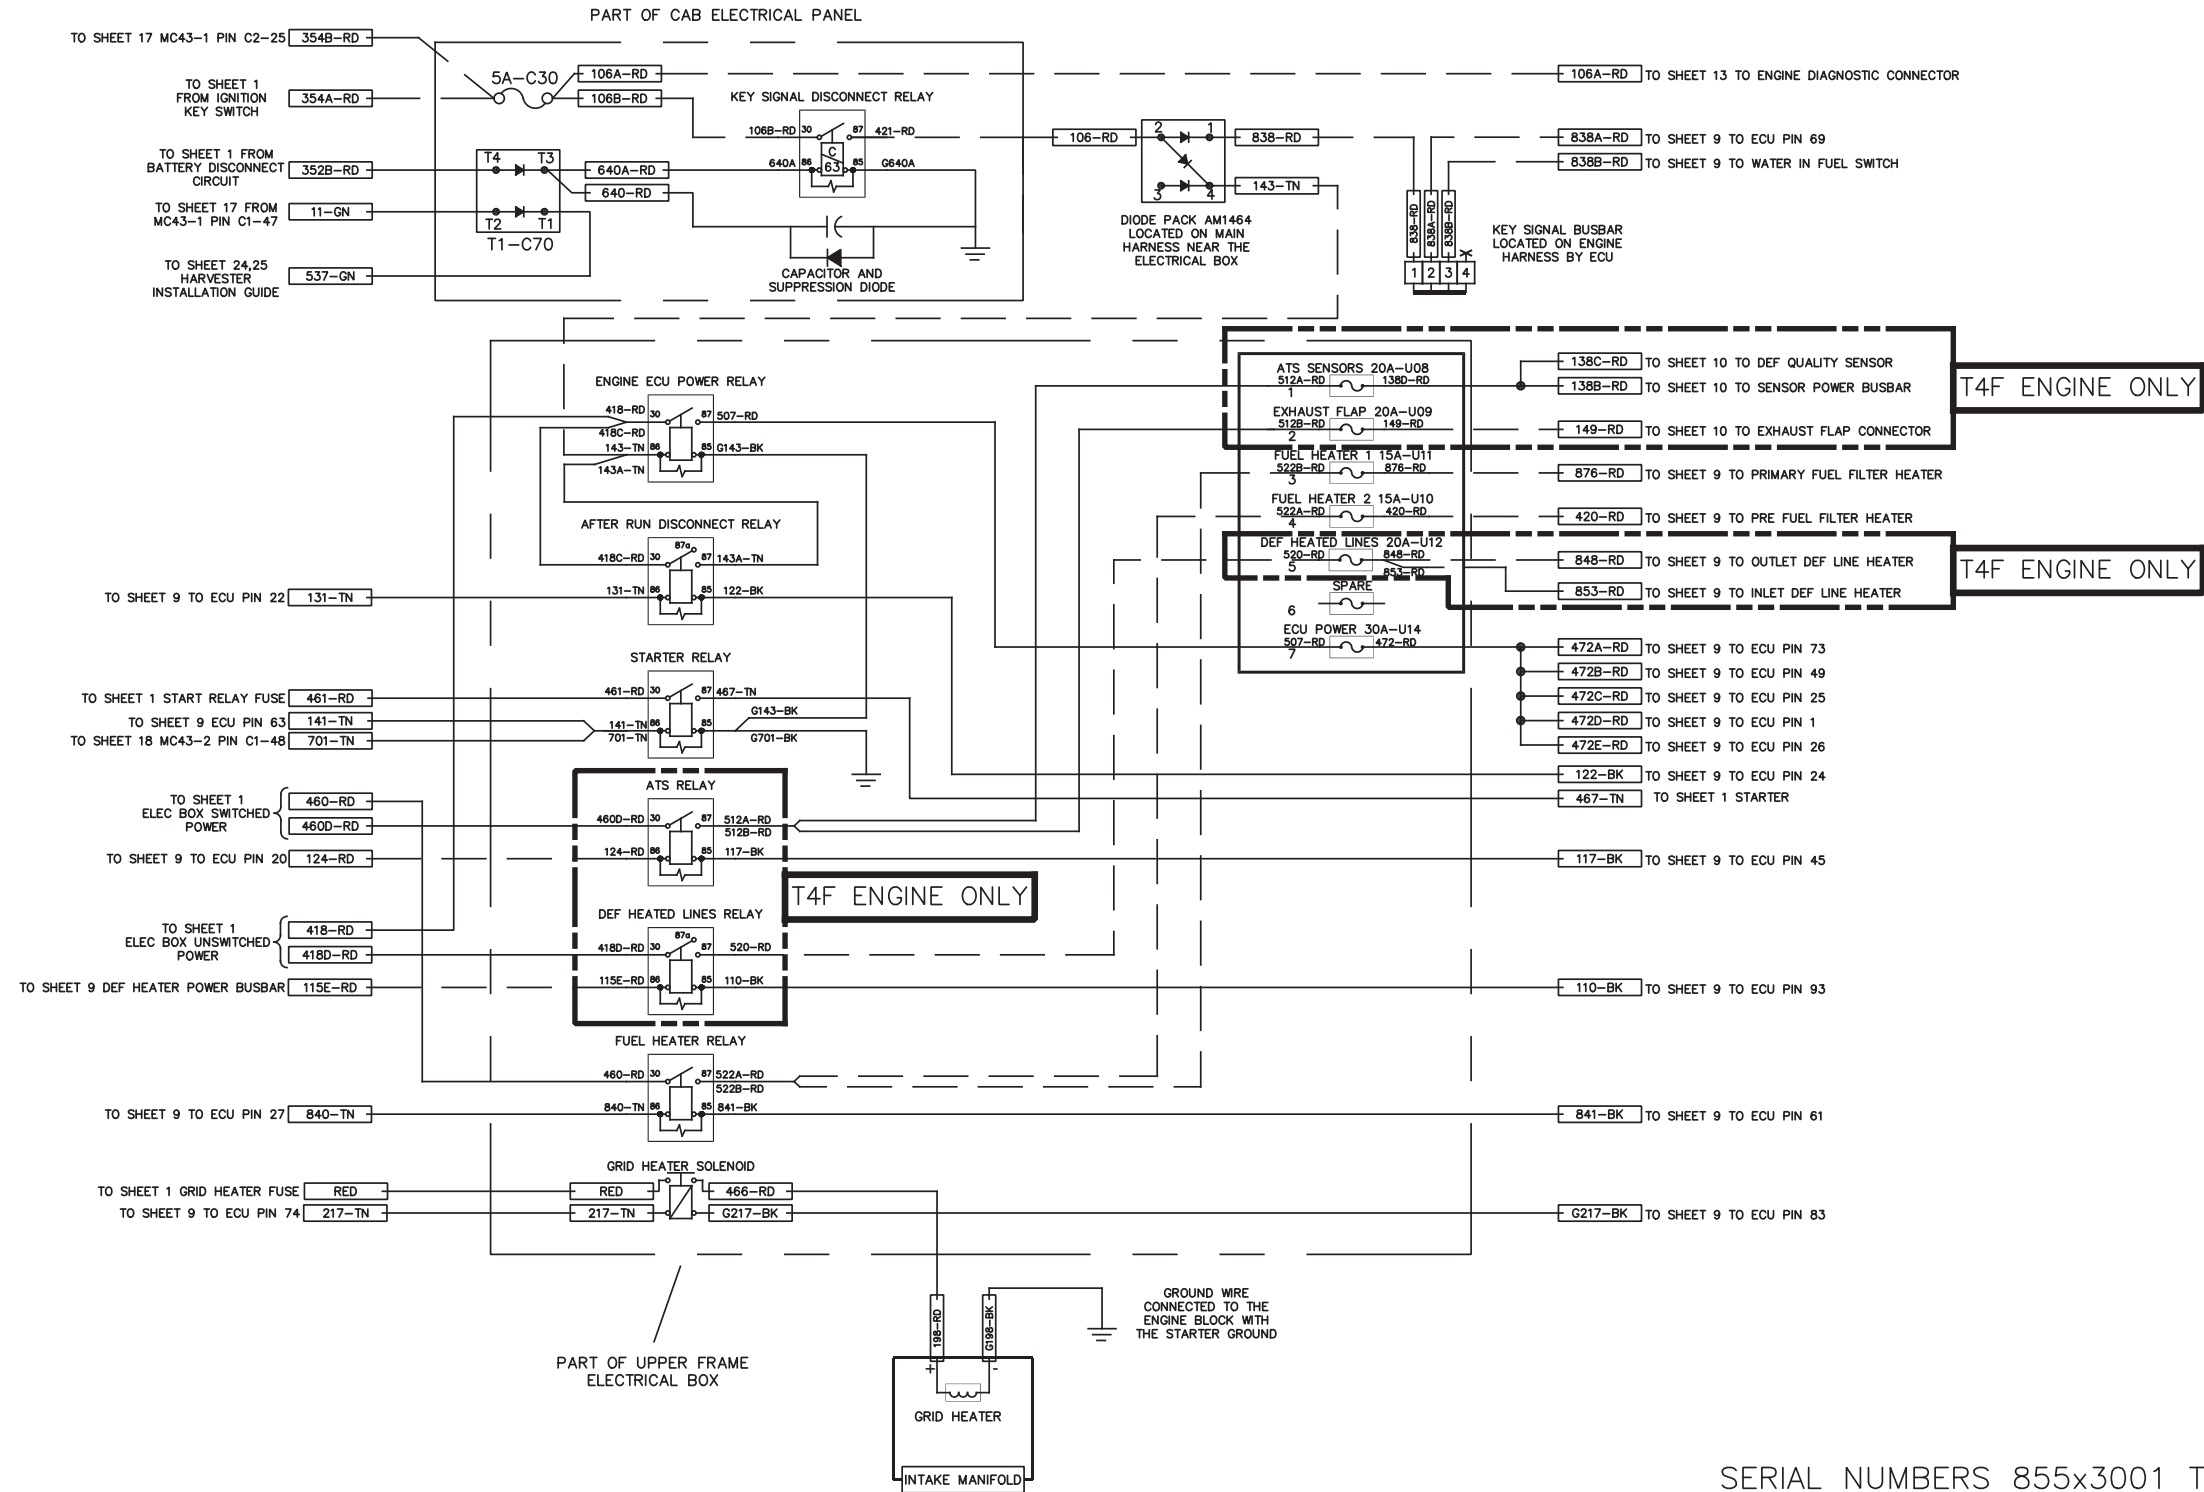 PART OF CAB ELECTRICAL PANEL
TO SHEET 17 MC43-1 PIN C2-25
354B-RD
5A-C30
106A-RD
106A-RD
TO SHEET 13 TO ENGINE DIAGNOSTIC CONNECTOR
TO SHEET 1
FROM IGNITION
KEY SWITCH
354A-RD
106B-RD
KEY SIGNAL DISCONNECT RELAY
106B-RD
30
87
421-RD
106-RD
2
1
838-RD
838A-RD
TO SHEET 9 TO ECU PIN 69
838B-RD
TO SHEET 9 TO WATER IN FUEL SWITCH
TO SHEET 1 FROM
BATTERY DISCONNECT
CIRCUIT
352B-RD
T4
T3
640A-RD
640-RD
640A
86
C
63
85
G640A
3
4
143-TN
TO SHEET 17 FROM
MC43-1 PIN C1-47
11-GN
T2
T1
T1-C70
DIODE PACK AM1464
LOCATED ON MAIN
HARNESS NEAR THE
ELECTRICAL BOX
838-RD
838A-RD
838B-RD
1
2
3
4
KEY SIGNAL BUSBAR
LOCATED ON ENGINE
HARNESS BY ECU
TO SHEET 24,25
HARVESTER
INSTALLATION GUIDE
537-GN
CAPACITOR AND
SUPPRESSION DIODE
ENGINE ECU POWER RELAY
418-RD
30
87
507-RD
418C-RD
143-TN
86
85
G143-BK
143A-TN
ATS SENSORS 20A-U08
512A-RD
138D-RD
1
138C-RD
TO SHEET 10 TO DEF QUALITY SENSOR
138B-RD
TO SHEET 10 TO SENSOR POWER BUSBAR
T4F ENGINE ONLY
EXHAUST FLAP 20A-U09
512B-RD
149-RD
2
149-RD
TO SHEET 10 TO EXHAUST FLAP CONNECTOR
FUEL HEATER 1 15A-U11
522B-RD
876-RD
3
876-RD
TO SHEET 9 TO PRIMARY FUEL FILTER HEATER
FUEL HEATER 2 15A-U10
522A-RD
420-RD
4
420-RD
TO SHEET 9 TO PRE FUEL FILTER HEATER
AFTER RUN DISCONNECT RELAY
87a
418C-RD
30
87
143A-TN
DEF HEATED LINES 20A-U12
520-RD
848-RD
5
853-RD
848-RD
TO SHEET 9 TO OUTLET DEF LINE HEATER
853-RD
TO SHEET 9 TO INLET DEF LINE HEATER
T4F ENGINE ONLY
TO SHEET 9 TO ECU PIN 22
131-TN
131-TN
86
85
122-BK
SPARE
6
ECU POWER 30A-U14
507-RD
472-RD
7
472A-RD
TO SHEET 9 TO ECU PIN 73
472B-RD
TO SHEET 9 TO ECU PIN 49
472C-RD
TO SHEET 9 TO ECU PIN 25
472D-RD
TO SHEET 9 TO ECU PIN 1
472E-RD
TO SHEET 9 TO ECU PIN 26
STARTER RELAY
TO SHEET 1 START RELAY FUSE
461-RD
461-RD
30
87
467-TN
TO SHEET 9 ECU PIN 63
141-TN
141-TN
86
85
G143-BK
TO SHEET 18 MC43-2 PIN C1-48
701-TN
701-TN
G701-BK
122-BK
TO SHEET 9 TO ECU PIN 24
467-TN
TO SHEET 1 STARTER
ATS RELAY
TO SHEET 1
ELEC BOX SWITCHED
POWER
460-RD
460D-RD
460D-RD
30
87
512A-RD
512B-RD
TO SHEET 9 TO ECU PIN 20
124-RD
124-RD
86
85
117-BK
117-BK
TO SHEET 9 TO ECU PIN 45
T4F ENGINE ONLY
DEF HEATED LINES RELAY
TO SHEET 1
ELEC BOX UNSWITCHED
POWER
418-RD
418D-RD
87a
418D-RD
30
87
520-RD
TO SHEET 9 DEF HEATER POWER BUSBAR
115E-RD
115E-RD
86
85
110-BK
110-BK
TO SHEET 9 TO ECU PIN 93
FUEL HEATER RELAY
460-RD
30
87
522A-RD
522B-RD
TO SHEET 9 TO ECU PIN 27
840-TN
840-TN
86
85
841-BK
841-BK
TO SHEET 9 TO ECU PIN 61
GRID HEATER SOLENOID
TO SHEET 1 GRID HEATER FUSE
RED
RED
466-RD
TO SHEET 9 TO ECU PIN 74
217-TN
217-TN
G217-BK
G217-BK
TO SHEET 9 TO ECU PIN 83
PART OF UPPER FRAME
ELECTRICAL BOX
198-RD
G198-BK
+
-
GROUND WIRE
CONNECTED TO THE
ENGINE BLOCK WITH
THE STARTER GROUND
GRID HEATER
INTAKE MANIFOLD
SERIAL NUMBERS 855x3001 T